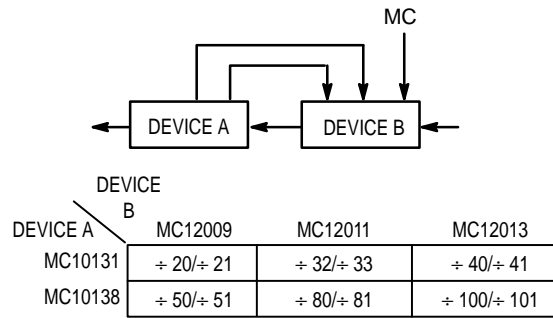 MC
DEVICE A
DEVICE B
DEVICE
B
DEVICE A MC12009 MC12011 MC12013
MC10131 ÷ 20/÷ 21 ÷ 32/÷ 33 ÷ 40/÷ 41
MC10138 ÷ 50/÷ 51 ÷ 80/÷ 81 ÷ 100/÷ 101